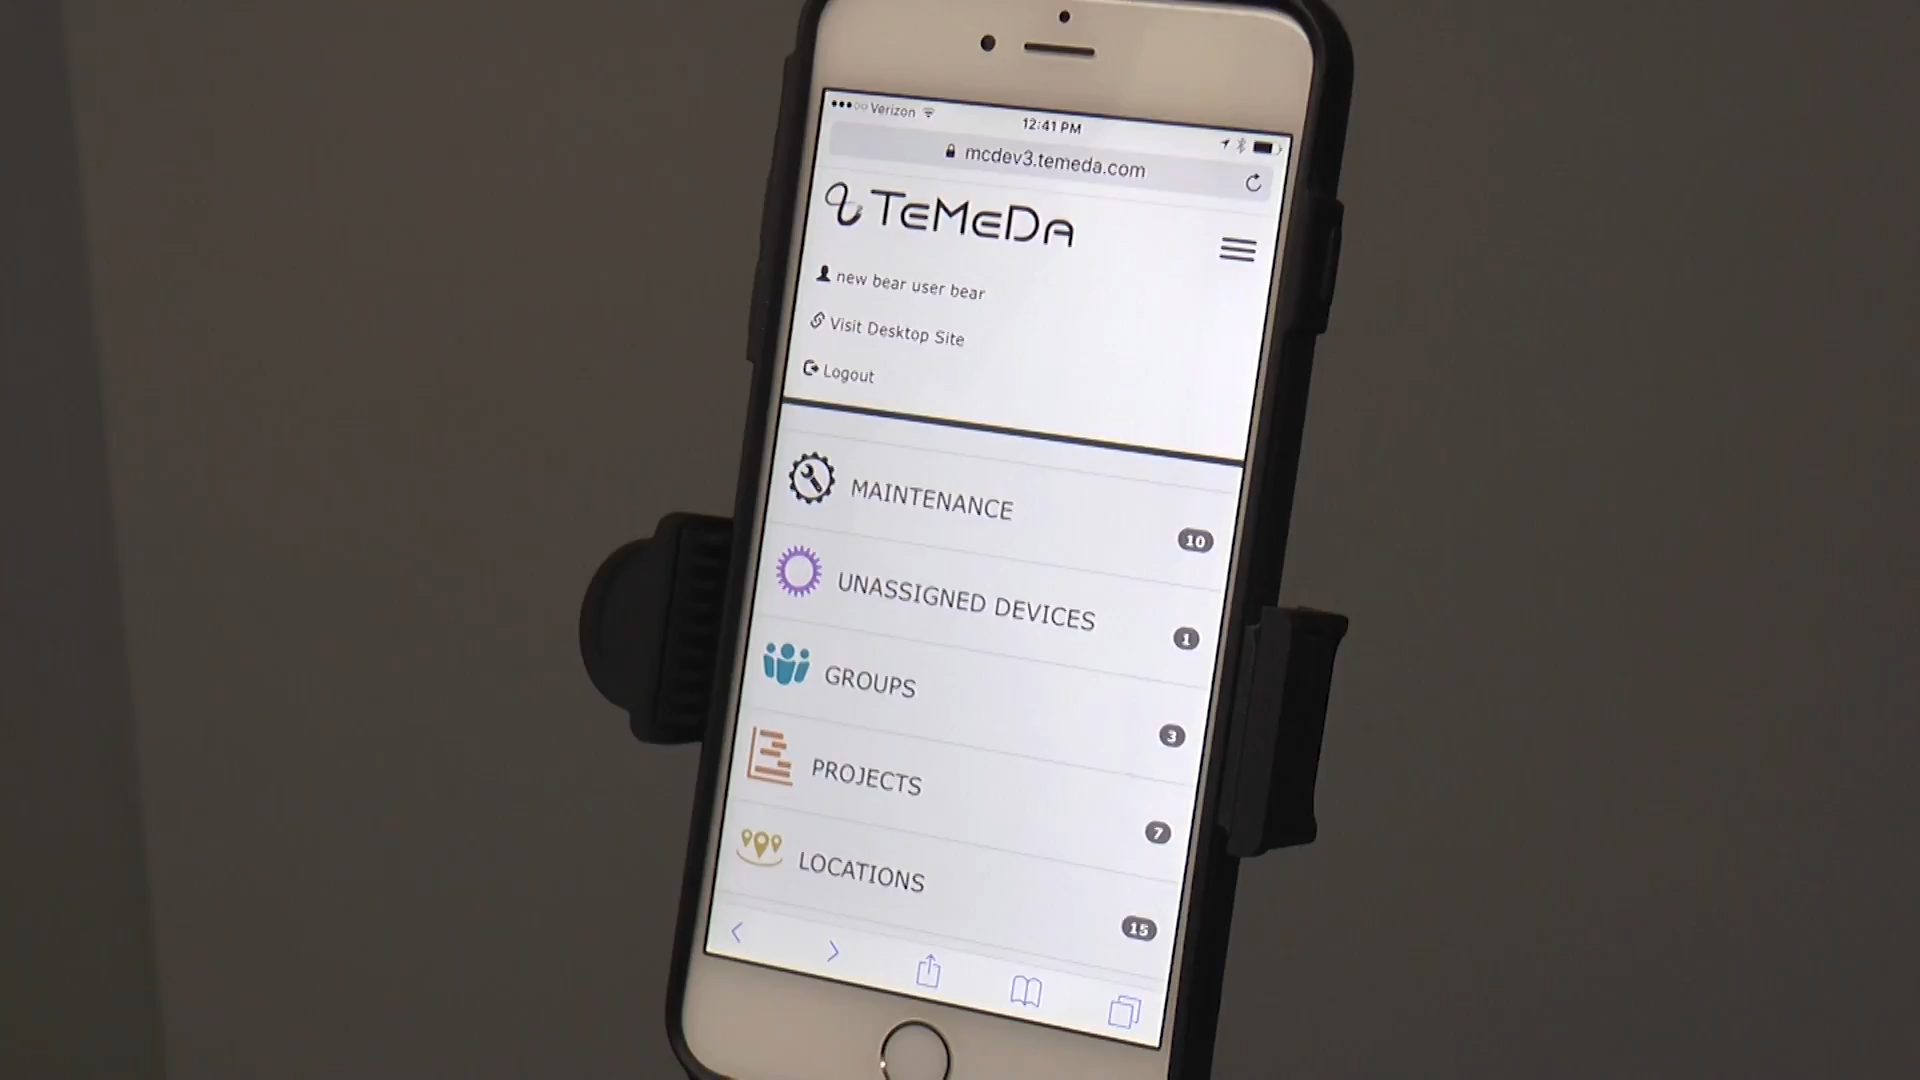 Verizon
12:41 PM
mcdev3.temeda.com
TEMEDA
new bear user bear
Visit Desktop Site
Logout
MAINTENANCE
10
UNASSIGNED DEVICES
1
GROUPS
3
PROJECTS
7
LOCATIONS
15